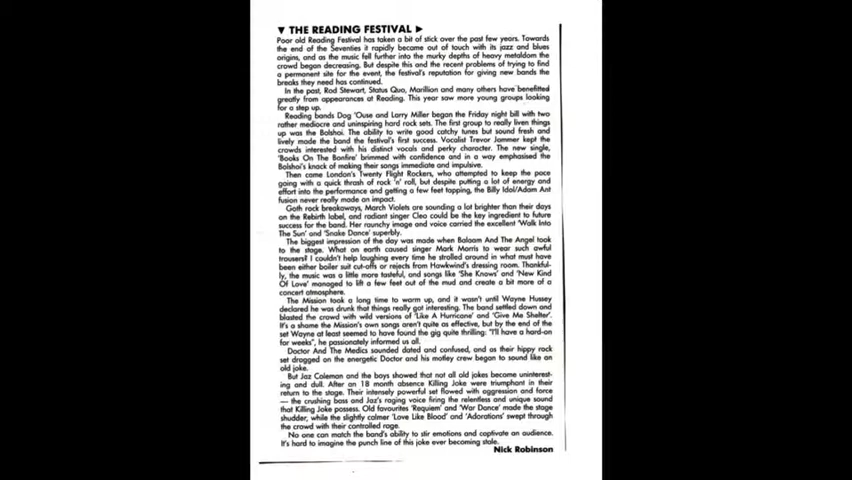 ▼ THE READING FESTIVAL ►
Poor old Reading Festival has taken a bit of stick over the past few years. Towards
the end of the Seventies it rapidly became out of touch with its jazz and blues
origins, and as the music fell further into the murky depths of heavy metaldom the
crowd began decreasing. But despite this and the recent problems of trying to find
a permanent site for the event, the festival's reputation for giving new bands the
breaks they need has continued.
In the past, Rod Stewart, Status Quo, Marillion and many others have benefitted
greatly from appearances at Reading. This year saw more young groups looking
for a step up.
Reading bands Dog 'Ouse and Larry Miller began the Friday night bill with two
rather mediocre and uninspiring hard rock sets. The first group to really liven things
up was the Bolshoi. The ability to write good catchy tunes but sound fresh and
lively made the band the festival's first success. Vocalist Trevor Jammer kept the
crowds interested with his distinct vocals and perky character. The new single,
'Books On The Bonfire' brimmed with confidence and in a way emphasised the
Bolshoi's knack of making their songs immediate and impulsive.
Then came London's Twenty Flight Rockers, who attempted to keep the pace
going with a quick thrash of rock 'n' roll, but despite putting a lot of energy and
effort into the performance and getting a few feet tapping, the Billy Idol/Adam Ant
fusion never really made an impact.
Goth rock breakaways, March Violets are sounding a lot brighter than their days
on the Rebirth label, and radiant singer Cleo could be the key ingredient to future
success for the band. Her raunchy image and voice carried the excellent 'Walk Into
The Sun' and 'Snake Dance' superbly.
The biggest impression of the day was made when Balaam And The Angel took
to the stage. What on earth caused singer Mark Morris to wear such awful
trousers? I couldn't help laughing every time he strolled around in what must have
been either boiler suit cut-offs or rejects from Hawkwind's dressing room. Thankful-
ly, the music was a little more tasteful, and songs like 'She Knows' and 'New Kind
Of Love' managed to lift a few feet out of the mud and create a bit more of a
concert atmosphere.
The Mission took a long time to warm up, and it wasn't until Wayne Hussey
declared he was drunk that things really got interesting. The band settled down and
blasted the crowd with wild versions of 'Like A Hurricane' and 'Give Me Shelter'.
It's a shame the Mission's own songs aren't quite as effective, but by the end of the
set Wayne at least seemed to have found the gig quite thrilling: "I'll have a hard-on
for weeks", he passionately informed us all.
Doctor And The Medics sounded dated and confused, and as their hippy rock
set dragged on the energetic Doctor and his motley crew began to sound like an
old joke.
But Jaz Coleman and the boys showed that not all old jokes become uninterest-
ing and dull. After an 18 month absence Killing Joke were triumphant in their
return to the stage. Their intensely powerful set flowed with aggression and force
— the crushing bass and Jaz's raging voice firing the relentless and unique sound
that Killing Joke possess. Old favourites 'Requiem' and 'War Dance' made the stage
shudder, while the slightly calmer 'Love Like Blood' and 'Adorations' swept through
the crowd with their controlled rage.
No one can match the band's ability to stir emotions and captivate an audience.
It's hard to imagine the punch line of this joke ever becoming stale.
Nick Robinson